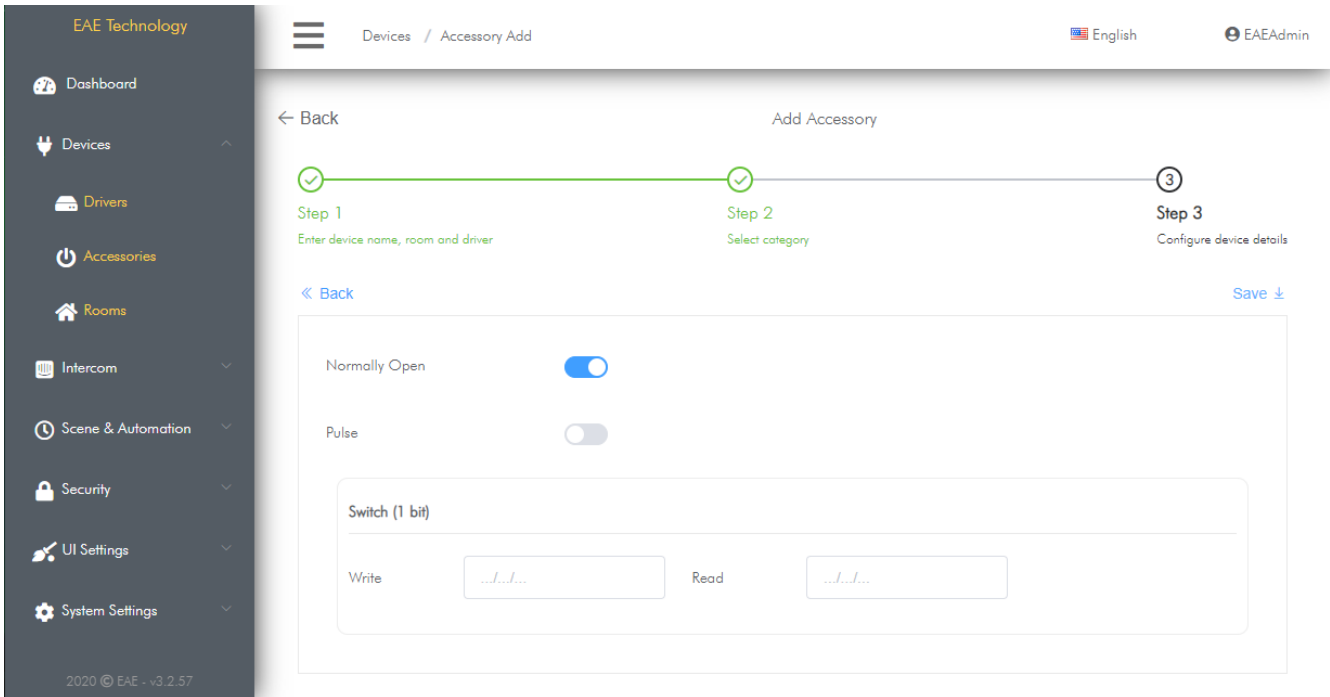 EAE Technology
Dashboard
Devices
Drivers
Accessories
Rooms
Intercom
Scene & Automation
Security
UI Settings
System Settings
2020 © EAE - v3.2.57
Devices / Accessory Add
English
EAEAdmin
← Back
Add Accessory
3
Step 1
Step 2
Step 3
Enter device name, room and driver
Select category
Configure device details
« Back
Save
Normally Open
Pulse
Switch (1 bit)
Write .../.../... Read .../.../...